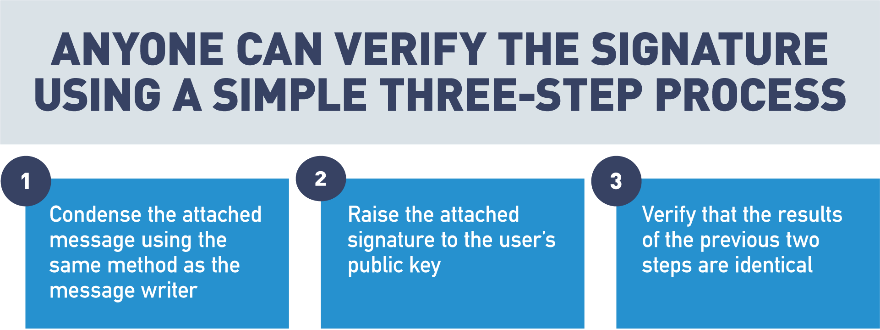 ANYONE CAN VERIFY THE SIGNATURE
USING A SIMPLE THREE-STEP PROCESS
1
Condense the attached
message using the
same method as the
message writer
2
Raise the attached
signature to the user's
public key
3
Verify that the results
of the previous two
steps are identical